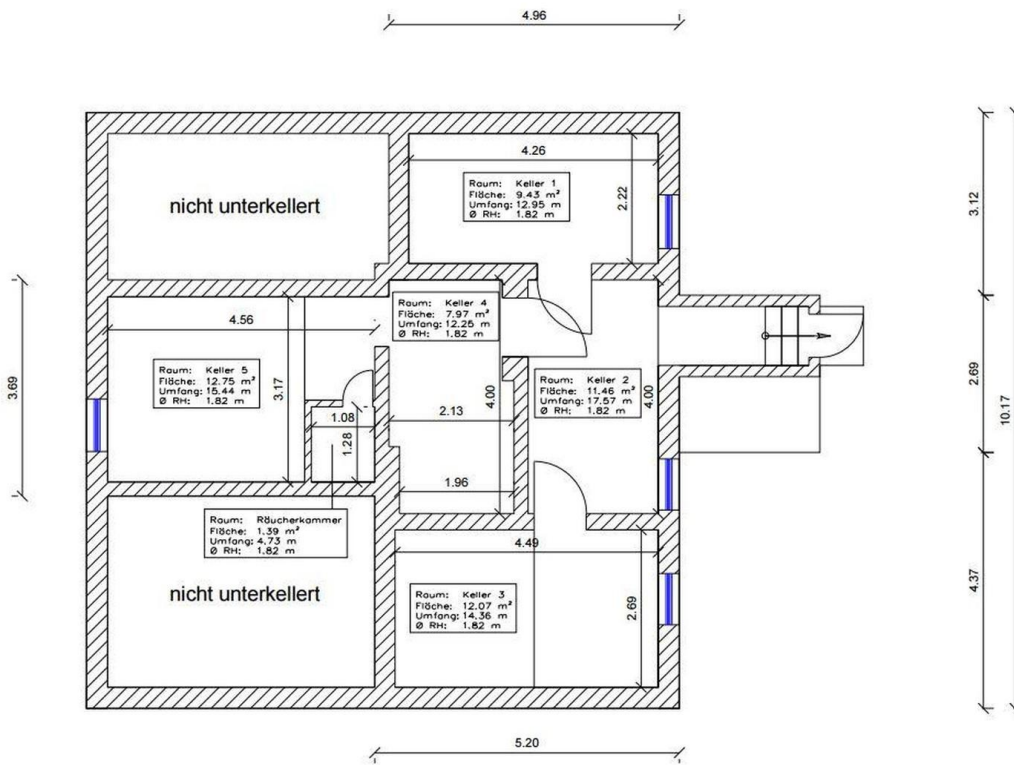 4.96
4.26
Raum: Keller 1
Fläche: 9.43 m²
Umfang: 12.95 m
Ø RH: 1.82 m
2.22
3.12
nicht unterkellert
Raum: Keller 4
Fläche: 7.97 m²
Umfang: 12.25 m
Ø RH: 1.82 m
4.56
Raum: Keller 5
Fläche: 12.75 m²
Umfang: 15.44 m
Ø RH: 1.82 m
3.17
3.69
1.08
1.28
2.13
4.00
1.96
Raum: Keller 2
Fläche: 11.46 m²
Umfang: 17.57 m
Ø RH: 1.82 m
4.00
2.69
10.17
Raum: Räucherkammer
Fläche: 1.39 m²
Umfang: 4.73 m
Ø RH: 1.82 m
nicht unterkellert
4.49
Raum: Keller 3
Fläche: 12.07 m²
Umfang: 14.36 m
Ø RH: 1.82 m
2.69
4.37
5.20